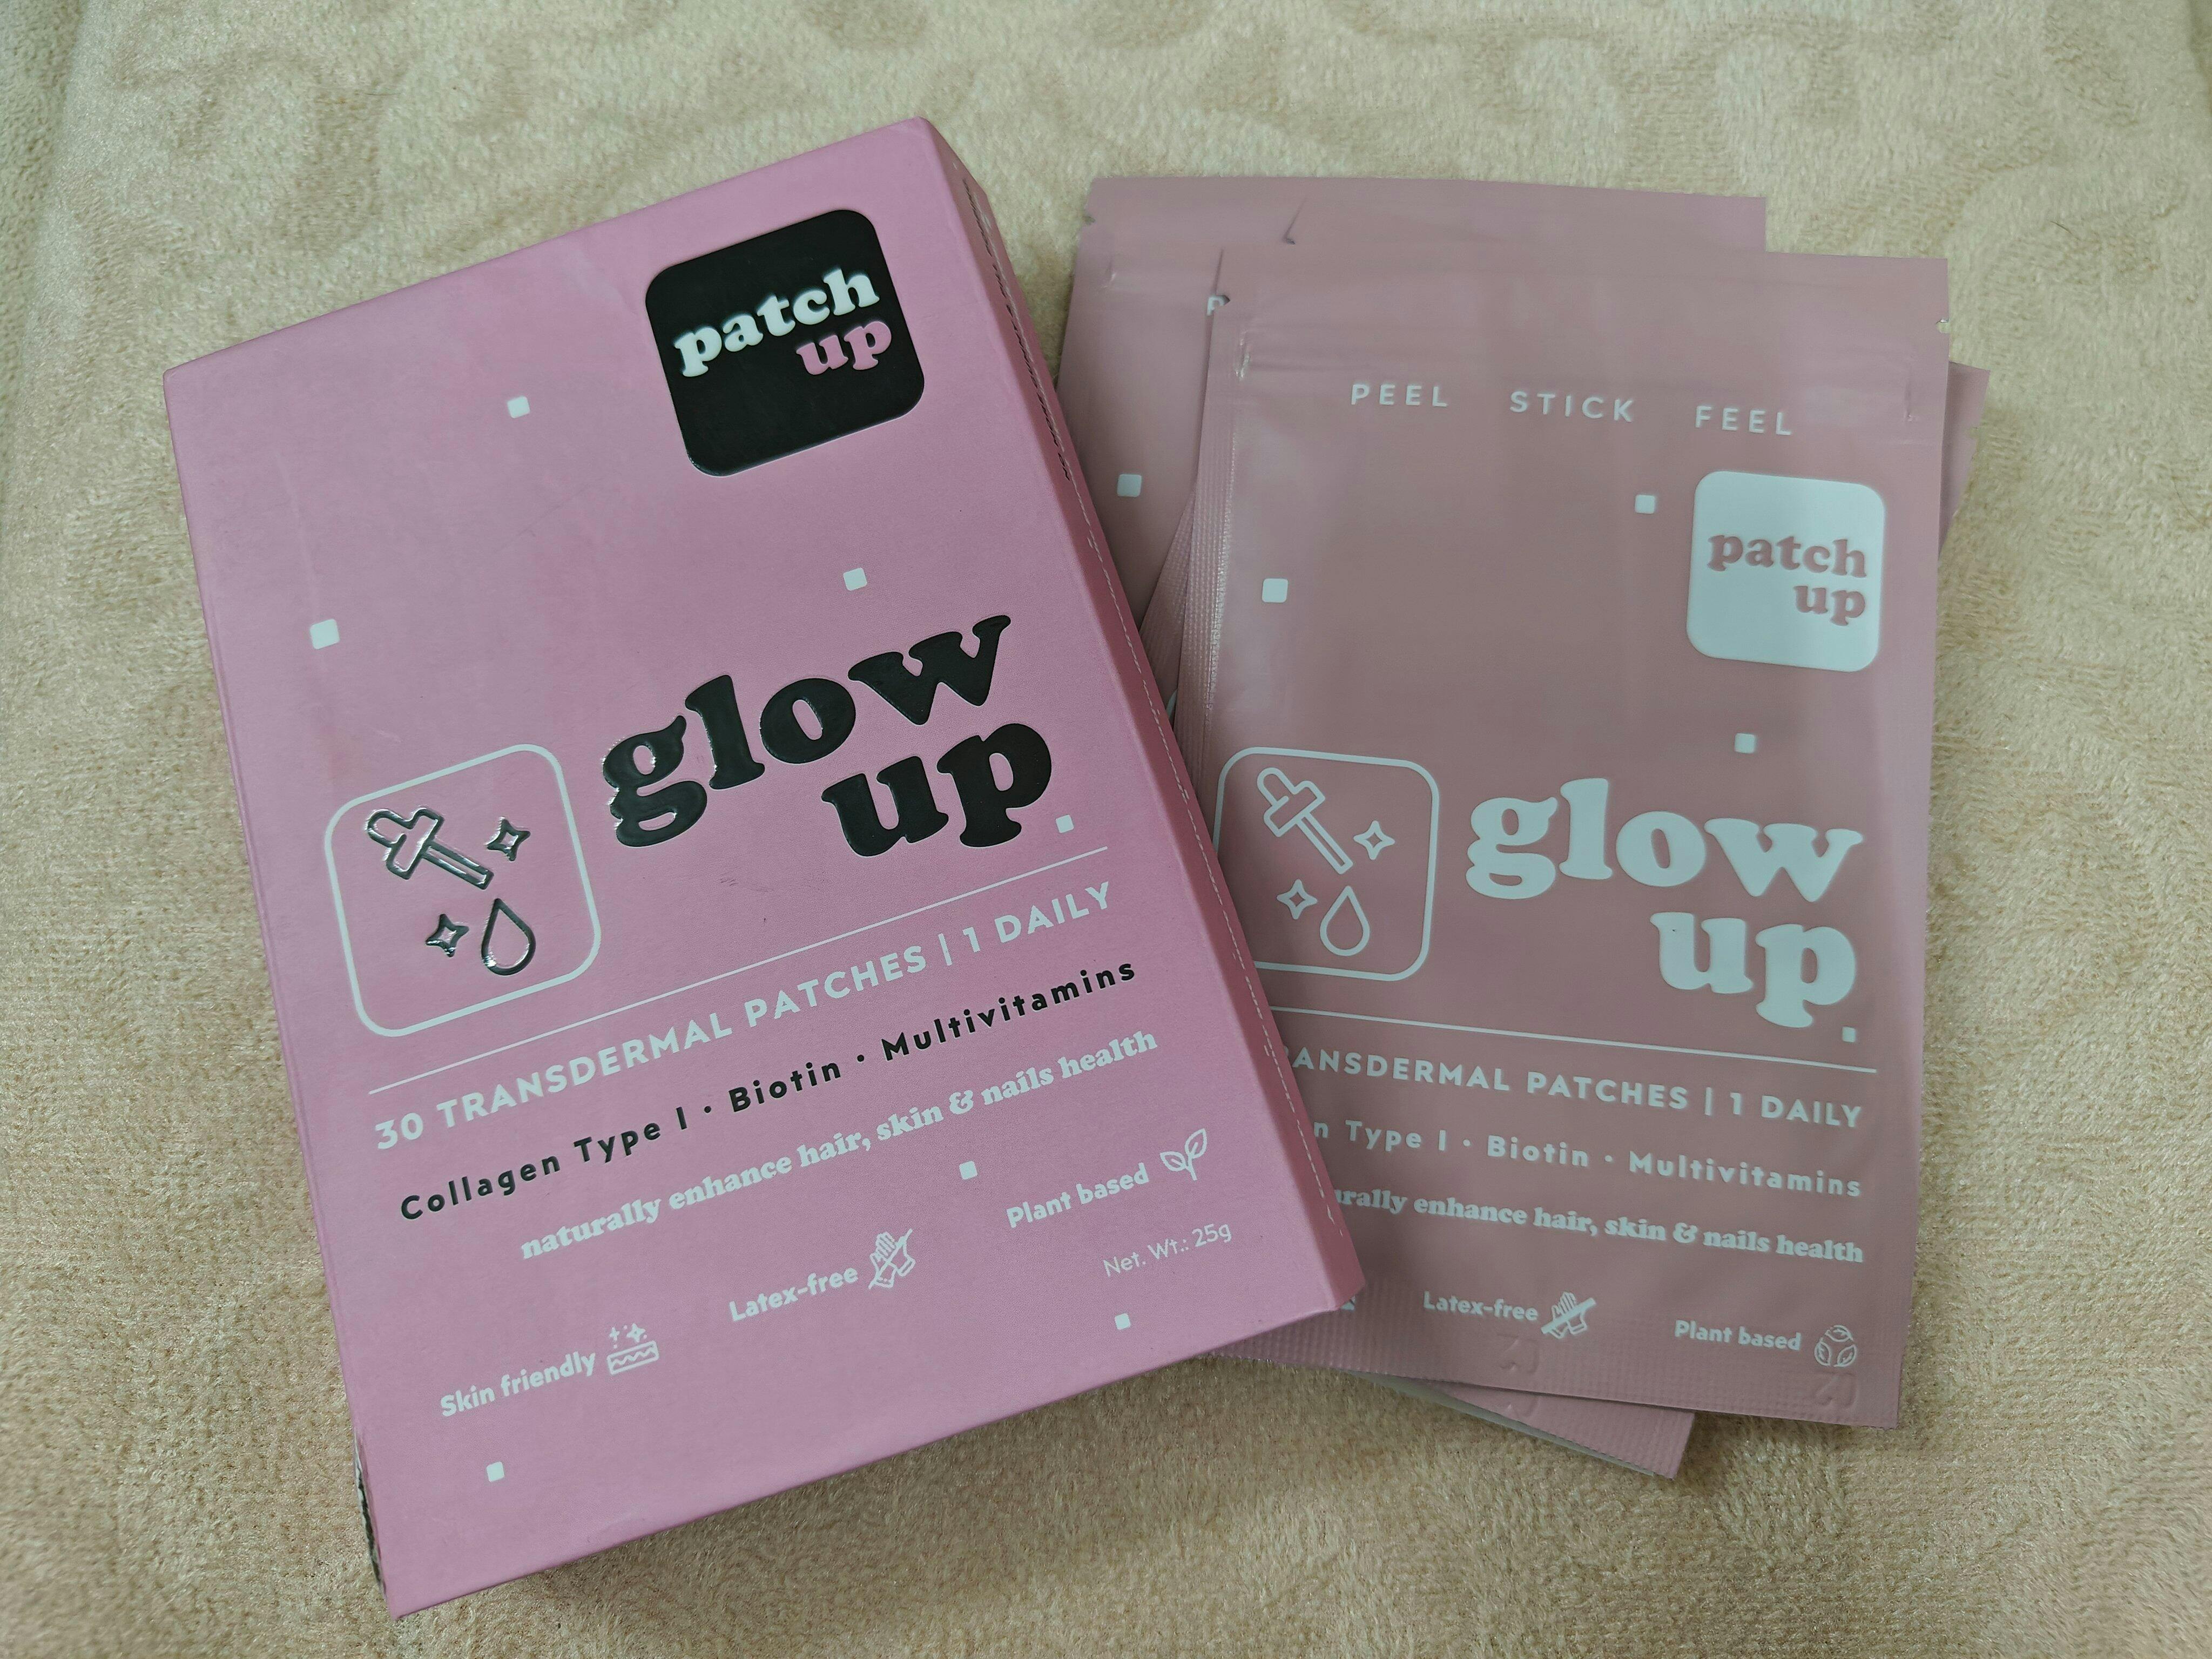 patch
up
glow
up
30 TRANSDERMAL PATCHES | 1 DAILY
Collagen Type I · Biotin · Multivitamins
naturally enhance hair, skin & nails health
Skin friendly
Latex-free
Plant based
Net. Wt.: 25g
PEEL STICK FEEL
patch
up
glow
up
ANSDERMAL PATCHES | 1 DAILY
n Type I · Biotin · Multivitamins
urally enhance hair, skin & nails health
Latex-free
Plant based